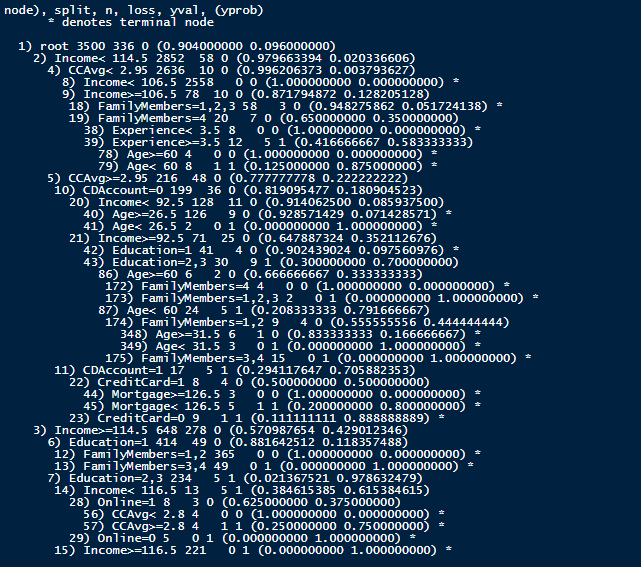 node), split, n, loss, yval, (yprob)
      * denotes terminal node
  1) root 3500 336 0 (0.904000000 0.096000000)
    2) Income< 114.5 2852  58 0 (0.979663394 0.020336606)
      4) CCAvg< 2.95 2636  10 0 (0.996206373 0.003793627)
        8) Income< 106.5 2558   0 0 (1.000000000 0.000000000) *
        9) Income>=106.5 78  10 0 (0.871794872 0.128205128)
         18) FamilyMembers=1,2,3 58   3 0 (0.948275862 0.051724138) *
         19) FamilyMembers=4 20   7 0 (0.650000000 0.350000000)
           38) Experience< 3.5 8   0 0 (1.000000000 0.000000000) *
           39) Experience>=3.5 12   5 1 (0.416666667 0.583333333)
             78) Age>=60 4   0 0 (1.000000000 0.000000000) *
             79) Age< 60 8   1 1 (0.125000000 0.875000000) *
      5) CCAvg>=2.95 216  48 0 (0.777777778 0.222222222)
       10) CDAccount=0 199  36 0 (0.819095477 0.180904523)
         20) Income< 92.5 128  11 0 (0.914062500 0.085937500)
           40) Age>=26.5 126   9 0 (0.928571429 0.071428571) *
           41) Age< 26.5 2   0 1 (0.000000000 1.000000000) *
         21) Income>=92.5 71  25 0 (0.647887324 0.352112676)
           42) Education=1 41   4 0 (0.902439024 0.097560976) *
           43) Education=2,3 30   9 1 (0.300000000 0.700000000)
             86) Age>=60 6   2 0 (0.666666667 0.333333333)
              172) FamilyMembers=4 4   0 0 (1.000000000 0.000000000) *
              173) FamilyMembers=1,2,3 2   0 1 (0.000000000 1.000000000) *
             87) Age< 60 24   5 1 (0.208333333 0.791666667)
              174) FamilyMembers=1,2 9   4 0 (0.555555556 0.444444444)
                348) Age>=31.5 6   1 0 (0.833333333 0.166666667) *
                349) Age< 31.5 3   0 1 (0.000000000 1.000000000) *
              175) FamilyMembers=3,4 15   0 1 (0.000000000 1.000000000) *
       11) CDAccount=1 17   5 1 (0.294117647 0.705882353)
         22) CreditCard=1 8   4 0 (0.500000000 0.500000000)
           44) Mortgage>=126.5 3   0 0 (1.000000000 0.000000000) *
           45) Mortgage< 126.5 5   1 1 (0.200000000 0.800000000) *
         23) CreditCard=0 9   1 1 (0.111111111 0.888888889) *
    3) Income>=114.5 648 278 0 (0.570987654 0.429012346)
      6) Education=1 414  49 0 (0.881642512 0.118357488)
       12) FamilyMembers=1,2 365   0 0 (1.000000000 0.000000000) *
       13) FamilyMembers=3,4 49   0 1 (0.000000000 1.000000000) *
      7) Education=2,3 234   5 1 (0.021367521 0.978632479)
       14) Income< 116.5 13   5 1 (0.384615385 0.615384615)
         28) Online=1 8   3 0 (0.625000000 0.375000000)
           56) CCAvg< 2.8 4   0 0 (1.000000000 0.000000000) *
           57) CCAvg>=2.8 4   1 1 (0.250000000 0.750000000) *
         29) Online=0 5   0 1 (0.000000000 1.000000000) *
       15) Income>=116.5 221   0 1 (0.000000000 1.000000000) *